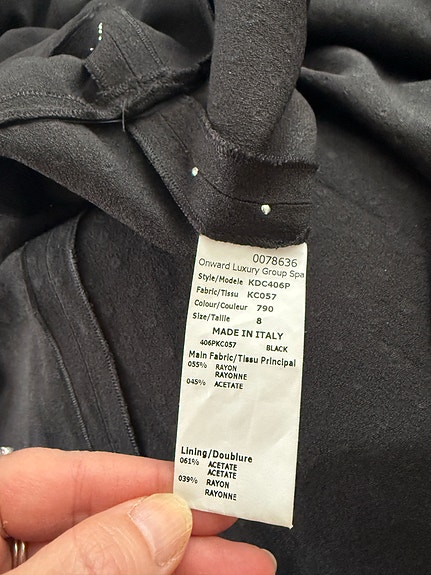 0078636
Onward Luxury Group Spa
Style/Modele KDC406P
Fabric/Tissu KC057
Colour/Couleur 790
Size/Taille 8
MADE IN ITALY
406PKC057 BLACK
Main Fabric/Tissu Principal
055% RAYON
RAYONNE
045% ACETATE
Lining/Doublure
061% ACETATE
ACETATE
039% RAYON
RAYONNE